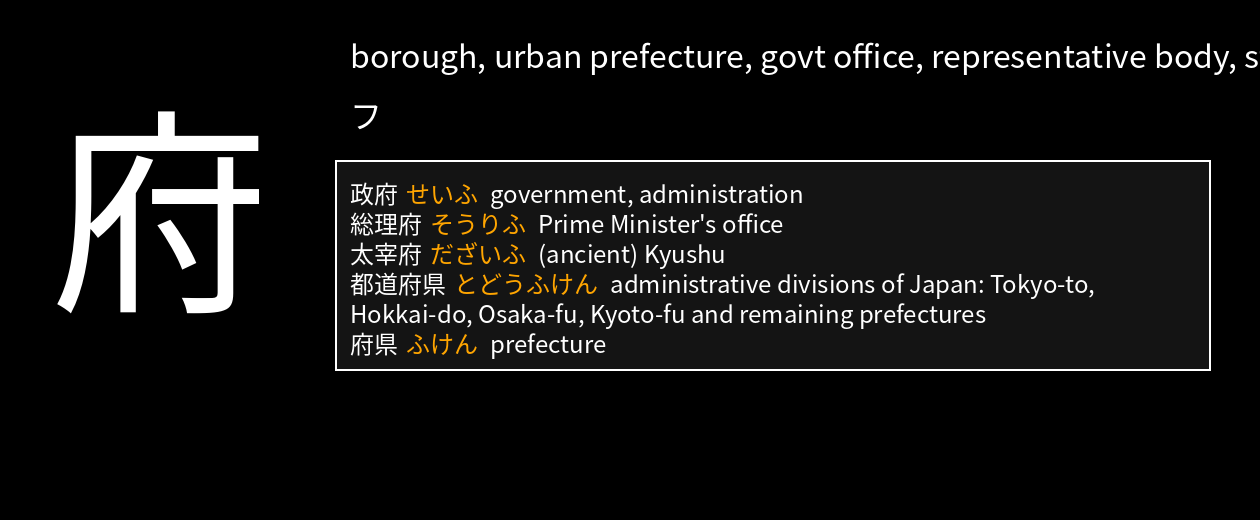 府
borough, urban prefecture, govt office, representative body, s
フ
政府 せいふ government, administration
総理府 そうりふ Prime Minister's office
太宰府 だざいふ (ancient) Kyushu
都道府県 とどうふけん administrative divisions of Japan: Tokyo-to,
Hokkai-do, Osaka-fu, Kyoto-fu and remaining prefectures
府県 ふけん prefecture